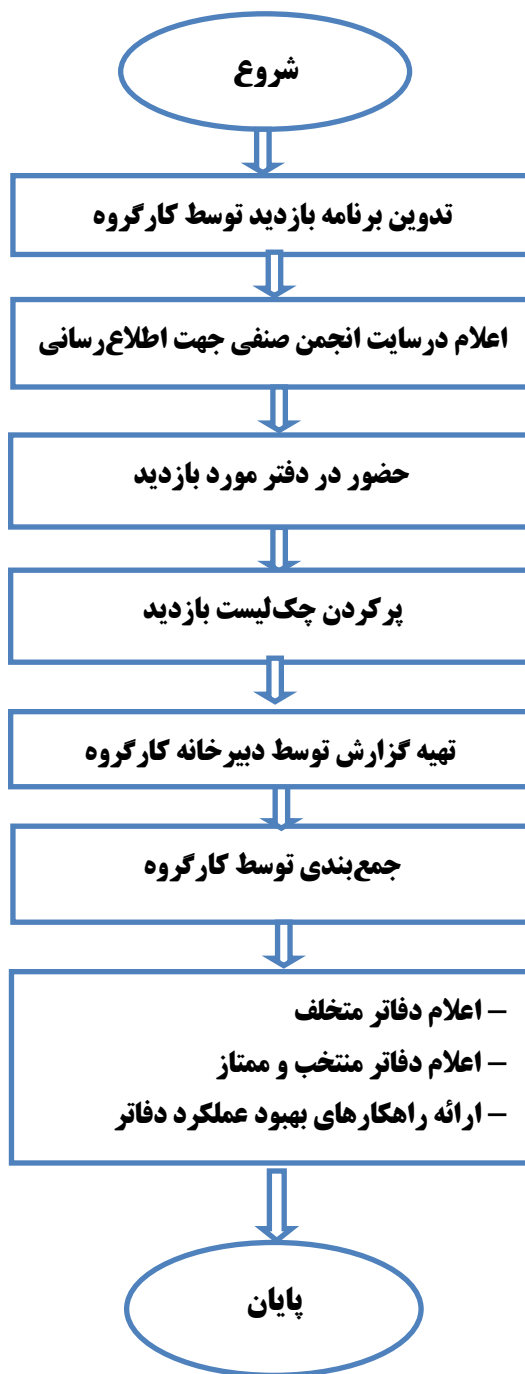 شروع
تدوین برنامه بازدید توسط کارگروه
اعلام درسایت انجمن صنفی جهت اطلاع‌رسانی
حضور در دفتر مورد بازدید
پرکردن چک‌لیست بازدید
تهیه گزارش توسط دبیرخانه کارگروه
جمع‌بندی توسط کارگروه
– اعلام دفاتر متخلف
– اعلام دفاتر منتخب و ممتاز
– ارائه راهکارهای بهبود عملکرد دفاتر
پایان